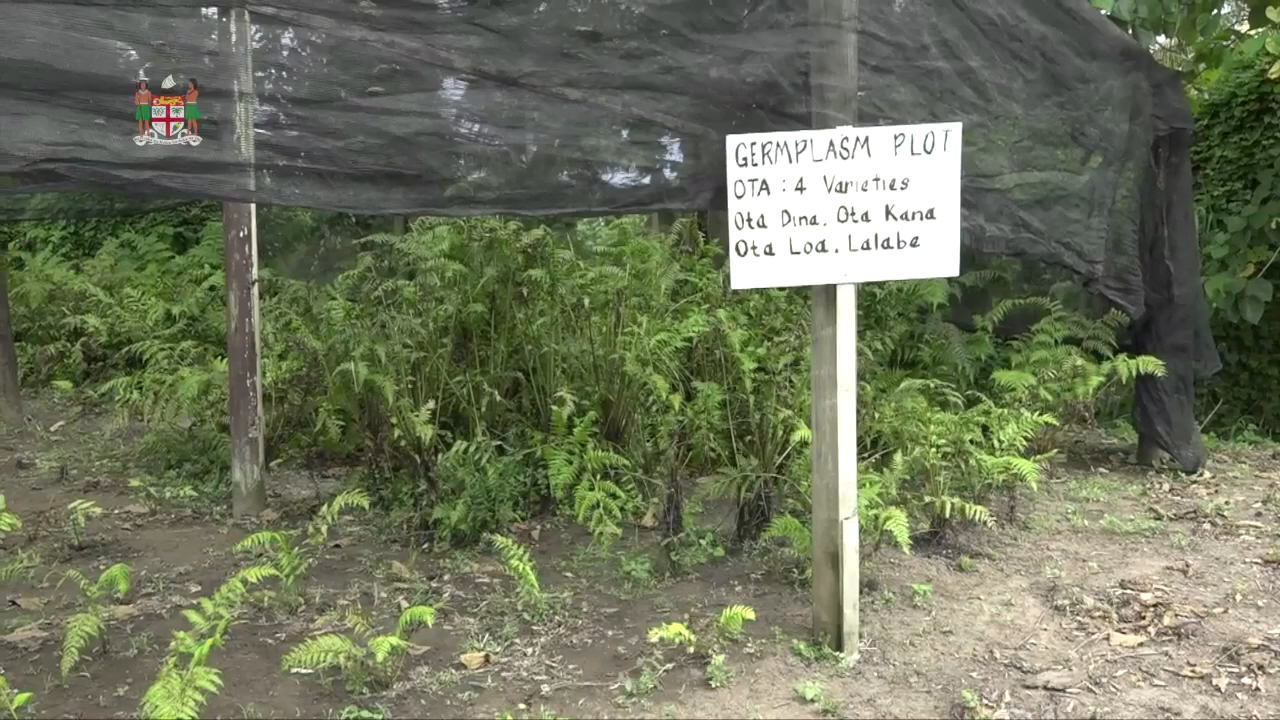 GERMPLASM PLOT
OTA : 4 Varieties
Ota Dina, Ota Kana
Ota Loa, Lalabe